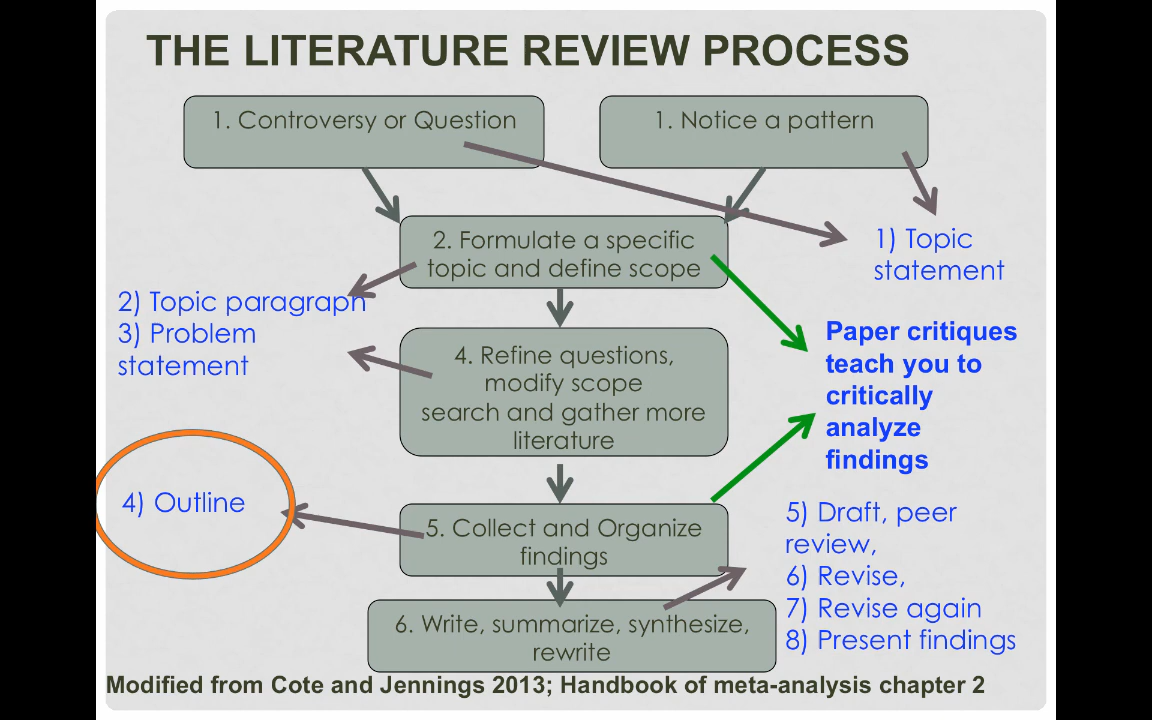 THE LITERATURE REVIEW PROCESS
1. Controversy or Question
1. Notice a pattern
2. Formulate a specific
topic and define scope
1) Topic
statement
2) Topic paragraph
3) Problem
statement
Paper critiques
teach you to
critically
analyze
findings
4. Refine questions,
modify scope
search and gather more
literature
4) Outline
5. Collect and Organize
findings
5) Draft, peer
review,
6) Revise,
7) Revise again
8) Present findings
6. Write, summarize, synthesize,
rewrite
Modified from Cote and Jennings 2013; Handbook of meta-analysis chapter 2